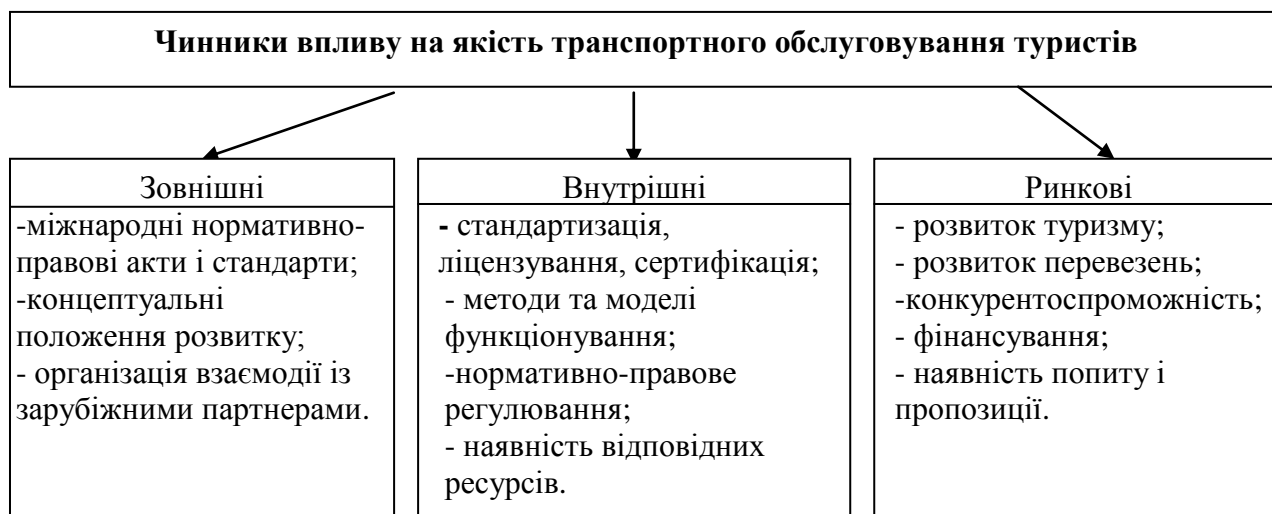 Чинники впливу на якість транспортного обслуговування туристів
Зовнішні
-міжнародні нормативно-
правові акти і стандарти;
-концептуальні
положення розвитку;
- організація взаємодії із
зарубіжними партнерами.
Внутрішні
- стандартизація,
ліцензування, сертифікація;
- методи та моделі
функціонування;
-нормативно-правове
регулювання;
- наявність відповідних
ресурсів.
Ринкові
- розвиток туризму;
- розвиток перевезень;
-конкурентоспроможність;
- фінансування;
- наявність попиту і
пропозиції.